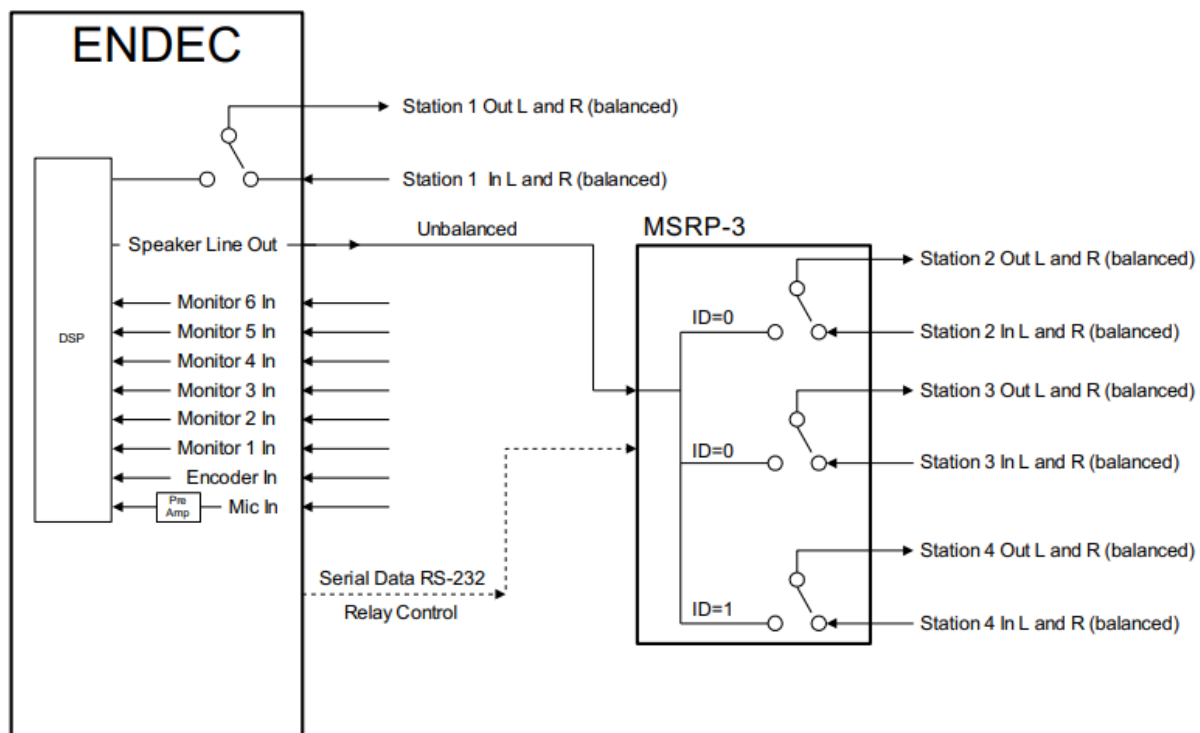 ENDEC
Station 1 Out L and R (balanced)
Station 1 In L and R (balanced)
MSRP-3
Unbalanced
Speaker Line Out
Station 2 Out L and R (balanced)
Monitor 6 In
ID=0
Monitor 5 In
Station 2 In L and R (balanced)
DSP
Monitor 4 In
Monitor 3 In
Station 3 Out L and R (balanced)
Monitor 2 In
Monitor 1 In
ID=0
Station 3 In L and R (balanced)
Encoder In
Pre
Amp
Mic In
Station 4 Out L and R (balanced)
Serial Data RS-232
Relay Control
ID=1
Station 4 In L and R (balanced)